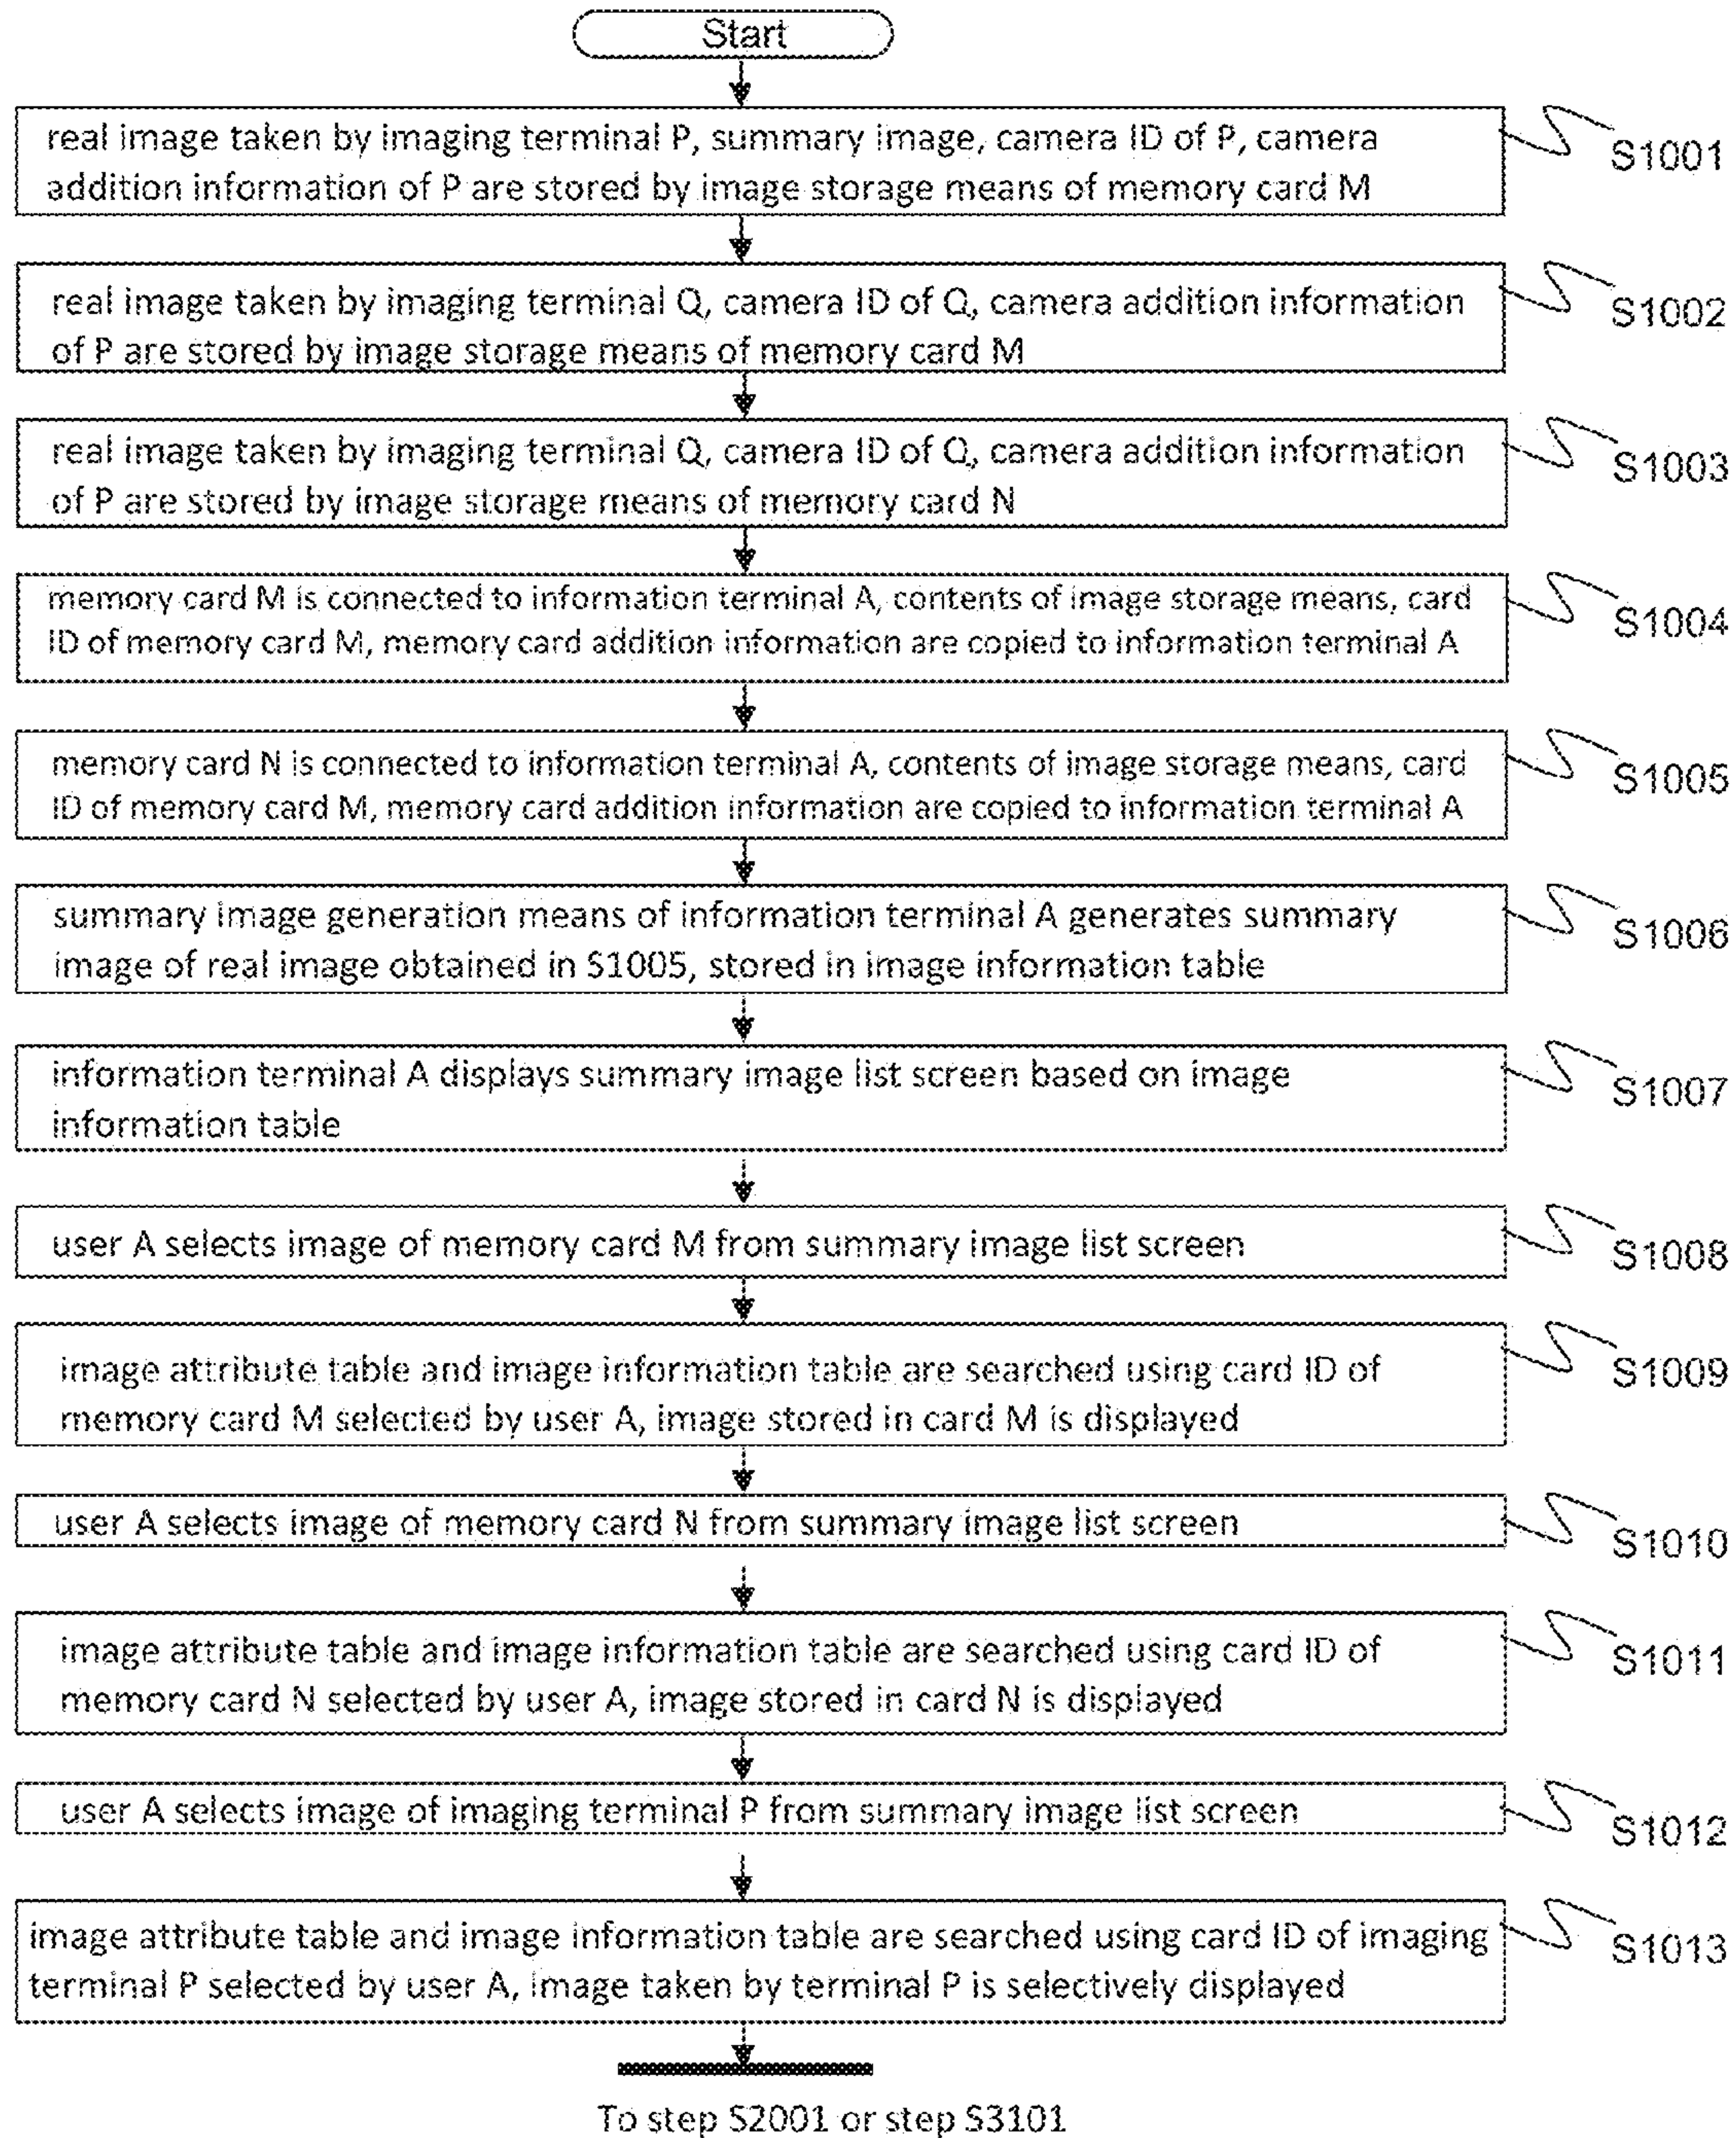 Start
real image taken by imaging terminal P, summary image, camera ID of P, camera
addition information of P are stored by image storage means of memory card M
S1001
real image taken by imaging terminal Q, camera ID of Q, camera addition information
of P are stored by image storage means of memory card M
S1002
real image taken by imaging terminal Q, camera ID of Q, camera addition information
of P are stored by image storage means of memory card N
S1003
memory card M is connected to information terminal A, contents of image storage means, card
ID of memory card M, memory card addition information are copied to information terminal A
S1004
memory card N is connected to information terminal A, contents of image storage means, card
ID of memory card M, memory card addition information are copied to information terminal A
S1005
summary image generation means of information terminal A generates summary
image of real image obtained in S1005, stored in image information table
S1006
information terminal A displays summary image list screen based on image
information table
S1007
user A selects image of memory card M from summary image list screen
S1008
image attribute table and image information table are searched using card ID of
memory card M selected by user A, image stored in card M is displayed
S1009
user A selects image of memory card N from summary image list screen
S1010
image attribute table and image information table are searched using card ID of
memory card N selected by user A, image stored in card N is displayed
S1011
user A selects image of imaging terminal P from summary image list screen
S1012
image attribute table and image information table are searched using card ID of imaging
terminal P selected by user A, image taken by terminal P is selectively displayed
S1013
To step S2001 or step S3101